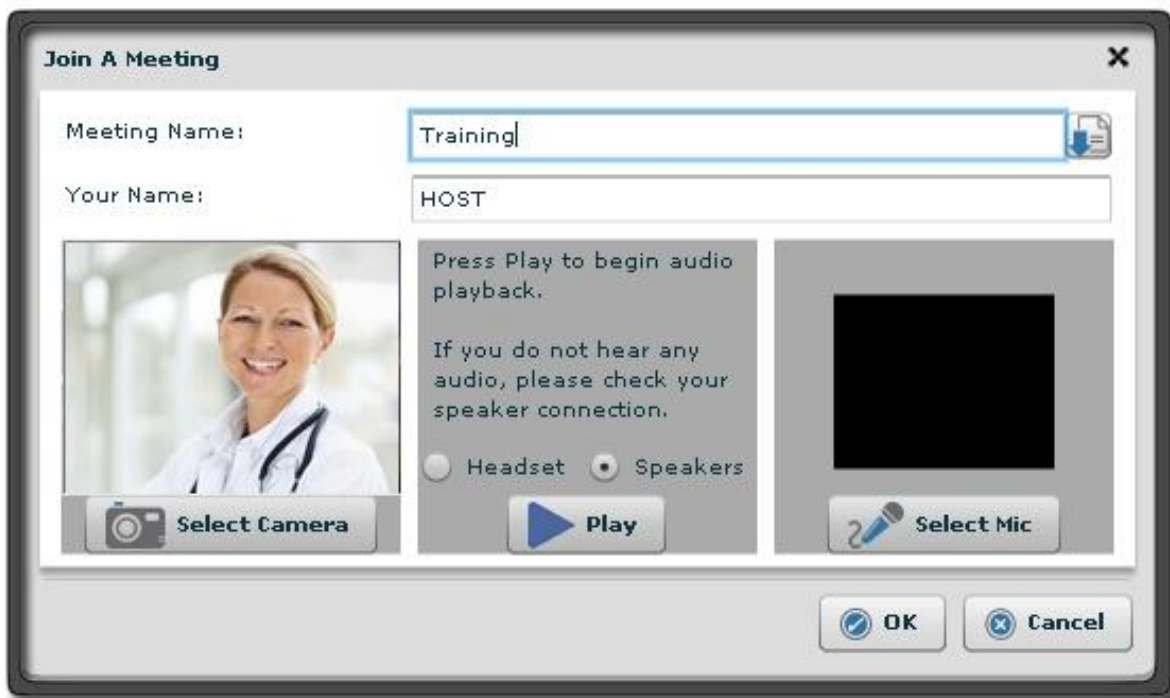 Join A Meeting
Meeting Name:
Training
Your Name:
HOST
Press Play to begin audio
playback.
If you do not hear any
audio, please check your
speaker connection.
Headset
Speakers
Select Camera
Play
Select Mic
OK
Cancel